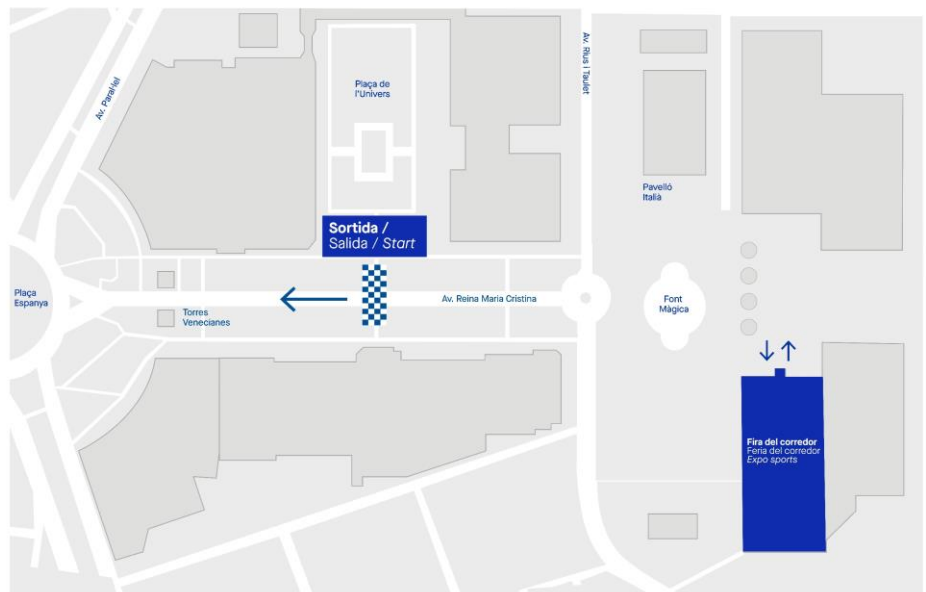 Av. Paral·lel
Plaça de
l'Univers
Av. Rius i Taulet
Pavelló
Italià
Sortida /
Salida / Start
Plaça
Espanya
Torres
Venecianes
Av. Reina Maria Cristina
Font
Màgica
Fira del corredor
Feria del corredor
Expo sports